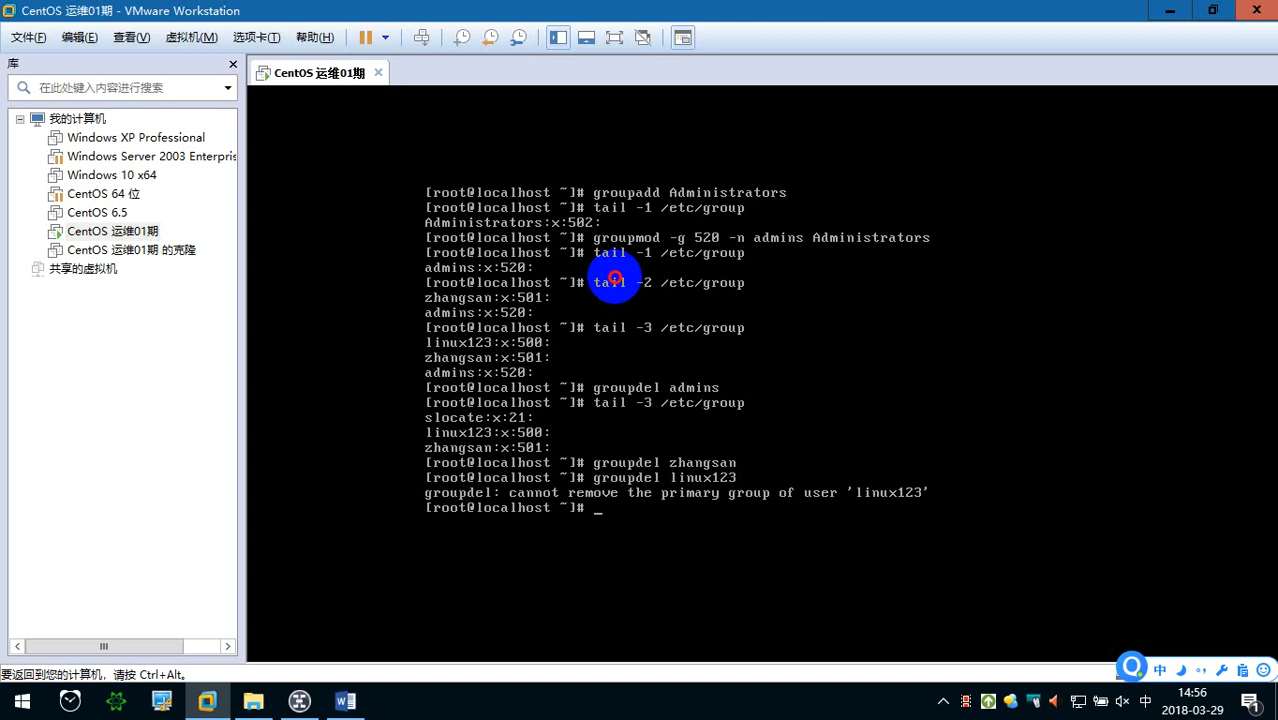 CentOS 运维01期 - VMware Workstation
文件(F) 编辑(E) 查看(V) 虚拟机(M) 选项卡(T) 帮助(H)
库
在此处键入内容进行搜索
我的计算机
Windows XP Professional
Windows Server 2003 Enterpris
Windows 10 x64
CentOS 64 位
CentOS 6.5
CentOS 运维01期
CentOS 运维01期 的克隆
共享的虚拟机
CentOS 运维01期
[root@localhost ~]# groupadd Administrators
[root@localhost ~]# tail -1 /etc/group
Administrators:x:502:
[root@localhost ~]# groupmod -g 520 -n admins Administrators
[root@localhost ~]# tail -1 /etc/group
admins:x:520:
[root@localhost ~]# tail -2 /etc/group
zhangsan:x:501:
admins:x:520:
[root@localhost ~]# tail -3 /etc/group
linux123:x:500:
zhangsan:x:501:
admins:x:520:
[root@localhost ~]# groupdel admins
[root@localhost ~]# tail -3 /etc/group
slocate:x:21:
linux123:x:500:
zhangsan:x:501:
[root@localhost ~]# groupdel zhangsan
[root@localhost ~]# groupdel linux123
groupdel: cannot remove the primary group of user 'linux123'
[root@localhost ~]# _
要返回到您的计算机，请按 Ctrl+Alt。
中
中
14:56
2018-03-29
1